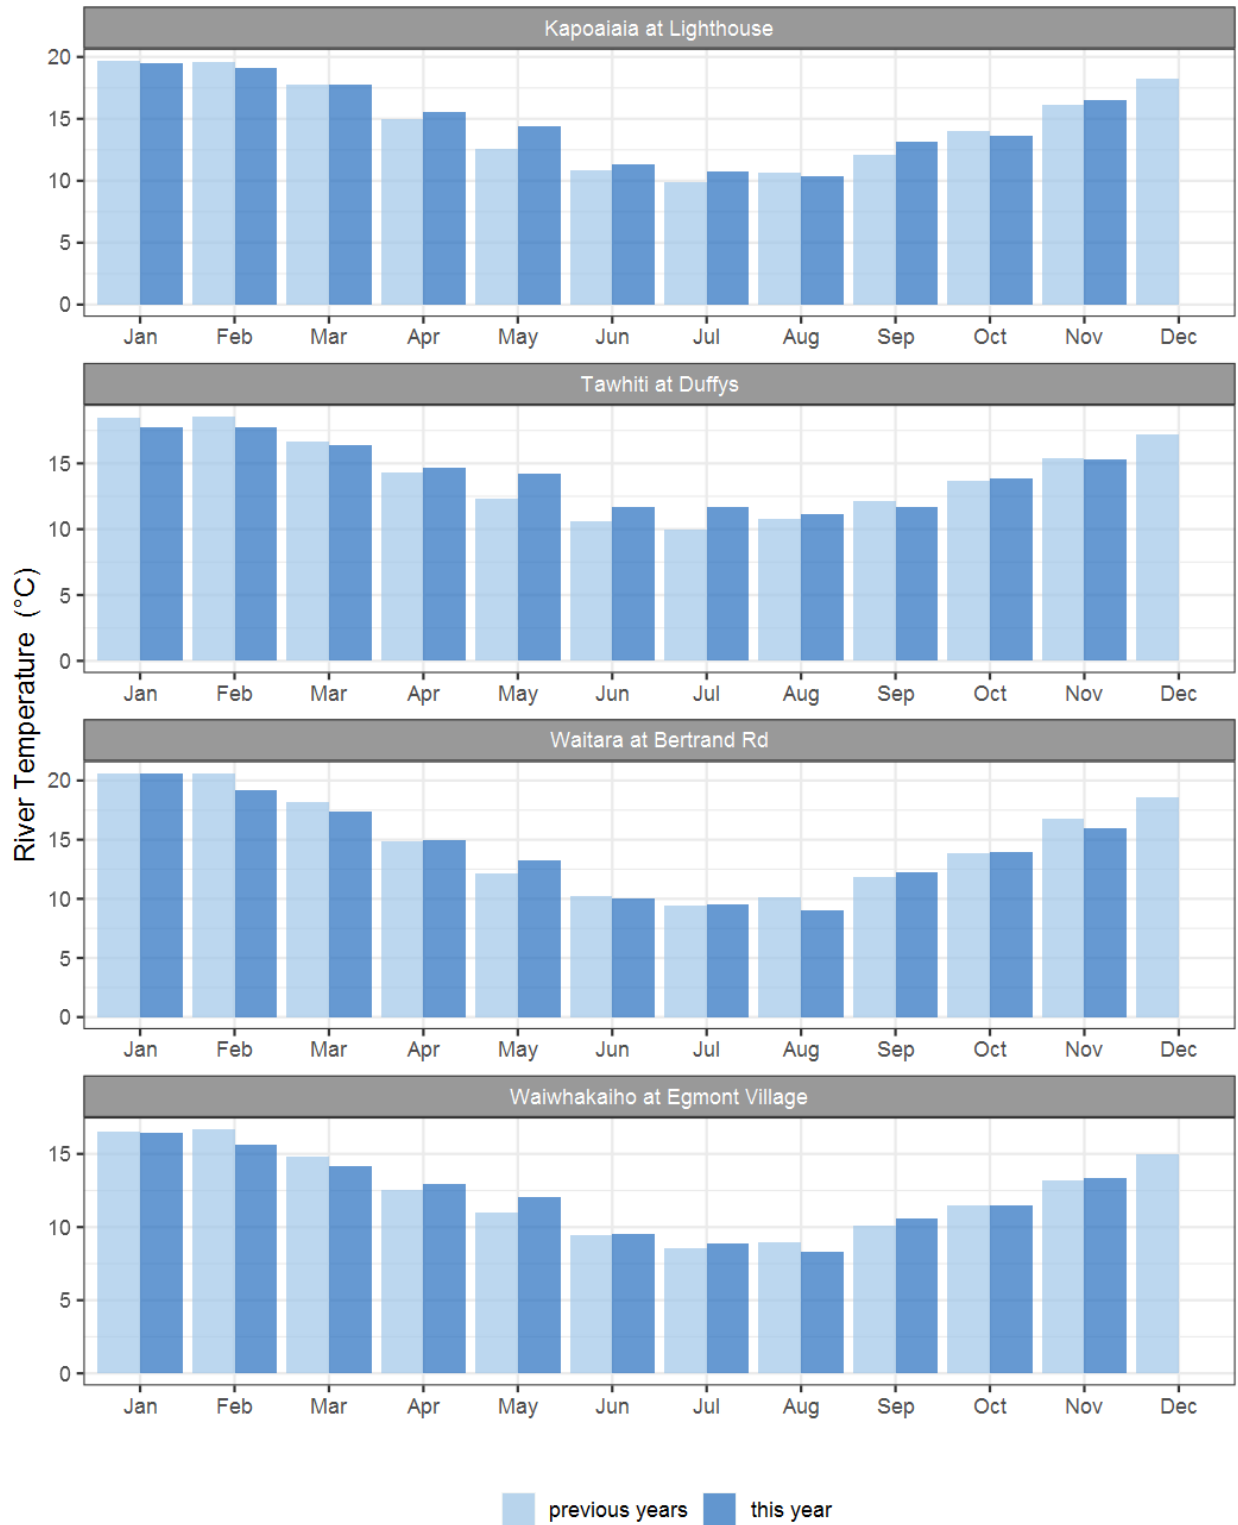 Kapoaiaia at Lighthouse
20
15
10
5
0
Jan Feb Mar Apr May Jun Jul Aug Sep Oct Nov Dec
Tawhiti at Duffys
15
10
5
0
Jan Feb Mar Apr May Jun Jul Aug Sep Oct Nov Dec
River Temperature (°C)
Waitara at Bertrand Rd
20
15
10
5
0
Jan Feb Mar Apr May Jun Jul Aug Sep Oct Nov Dec
Waiwhakaiho at Egmont Village
15
10
5
0
Jan Feb Mar Apr May Jun Jul Aug Sep Oct Nov Dec
previous years this year